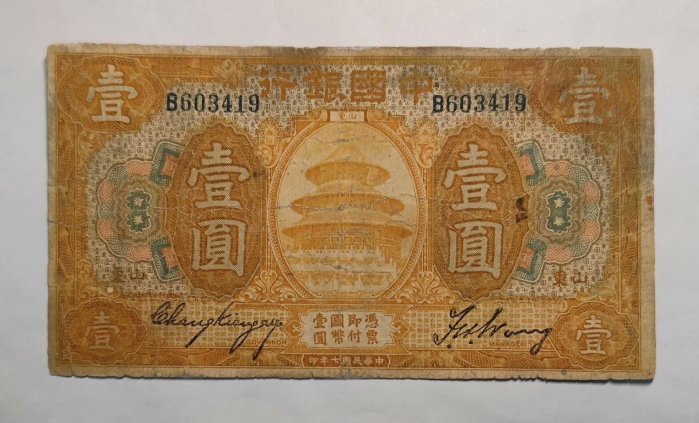 中國銀行
壹 壹
B603419 B603419
山東
壹圓 壹圓
山東 山東
憑票
即付
國幣
壹圓
壹 壹
中華民國七年印